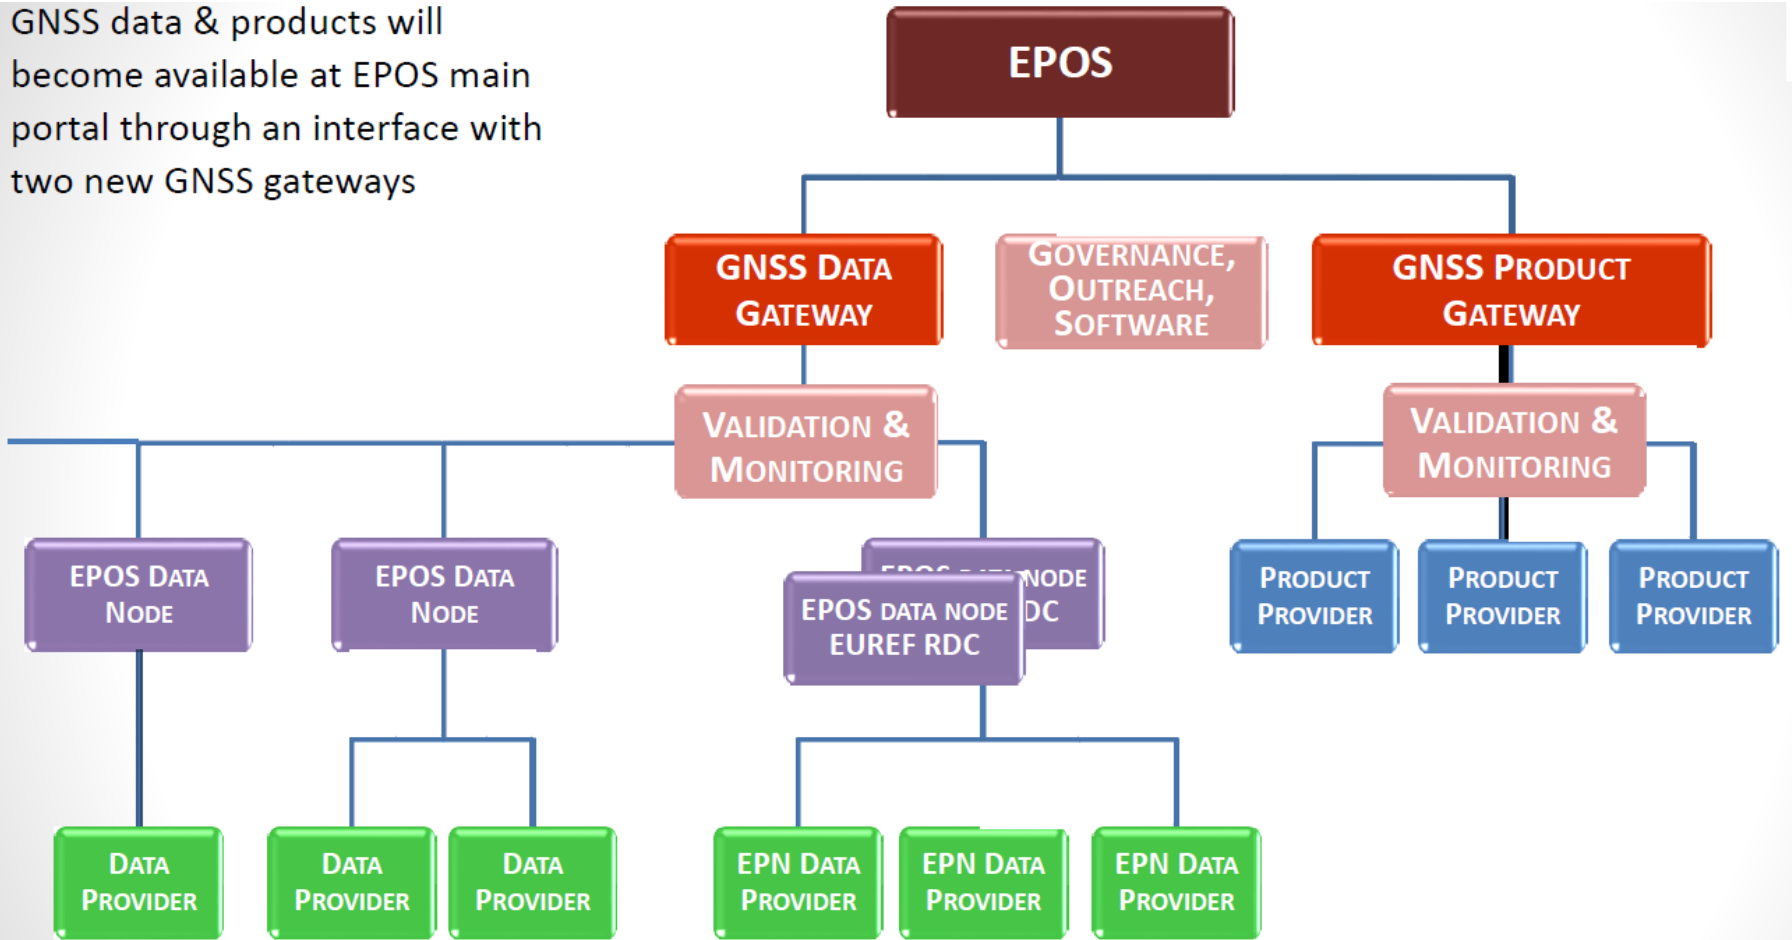 GNSS data & products will
become available at EPOS main
portal through an interface with
two new GNSS gateways
EPOS
GNSS DATA
GATEWAY
GOVERNANCE,
OUTREACH,
SOFTWARE
GNSS PRODUCT
GATEWAY
VALIDATION &
MONITORING
VALIDATION &
MONITORING
EPOS DATA
NODE
EPOS DATA
NODE
NODE
EPOS DATA NODE
EUREF RDC
PRODUCT
PROVIDER
PRODUCT
PROVIDER
PRODUCT
PROVIDER
DATA
PROVIDER
DATA
PROVIDER
DATA
PROVIDER
EPN DATA
PROVIDER
EPN DATA
PROVIDER
EPN DATA
PROVIDER